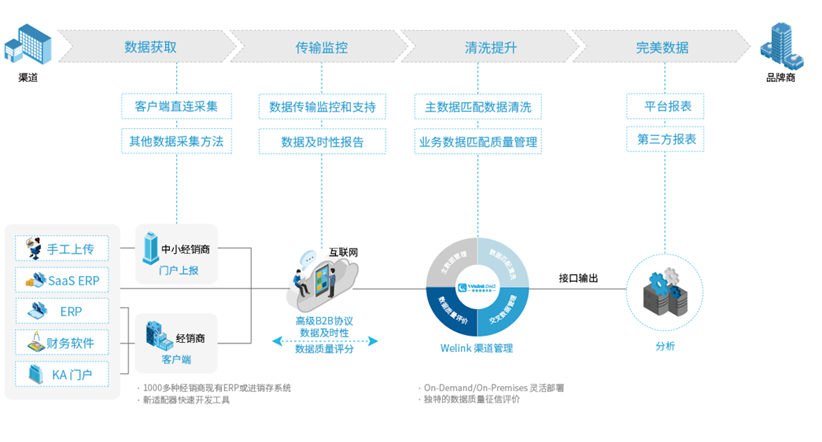 数据获取
传输监控
清洗提升
完美数据
渠道
品牌商
客户端直连采集
数据传输监控和支持
主数据匹配数据清洗
平台报表
其他数据采集方法
数据及时性报告
业务数据匹配质量管理
第三方报表
手工上传
SaaS ERP
ERP
财务软件
KA 门户
中小经销商
门户上报
经销商
客户端
互联网
高级B2B协议
数据及时性
数据质量评分
主数据管理
数据匹配清洗
数据质量评价
交叉数据管理
Welink
Welink 渠道管理
接口输出
分析
· 1000多种经销商现有ERP或进销存系统
· 新适配器快速开发工具
· On-Demand/On-Premises 灵活部署
· 独特的数据质量征信评价